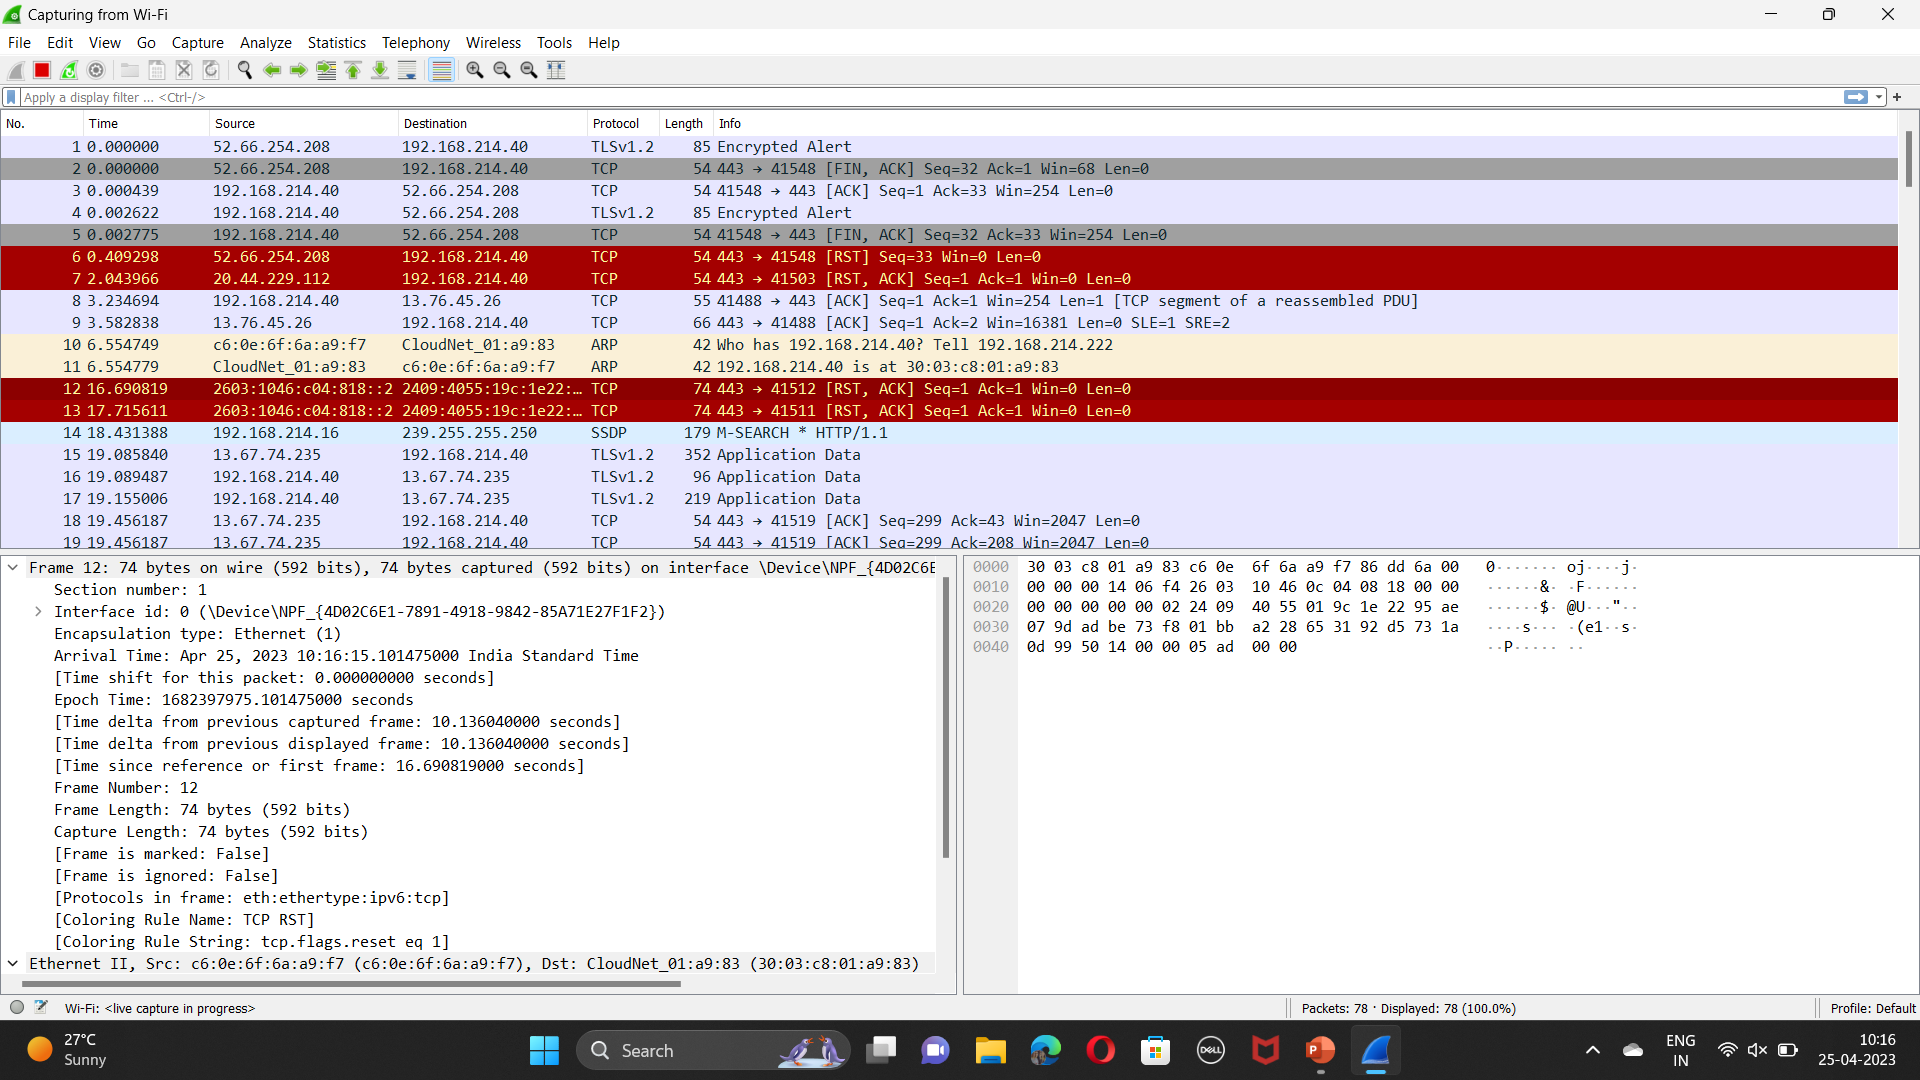 Capturing from Wi-Fi
File Edit View Go Capture Analyze Statistics Telephony Wireless Tools Help
Apply a display filter ... <Ctrl-/>
No. Time Source Destination Protocol Length Info
1 0.000000 52.66.254.208 192.168.214.40 TLSv1.2 85 Encrypted Alert
2 0.000000 52.66.254.208 192.168.214.40 TCP 54 443 → 41548 [FIN, ACK] Seq=32 Ack=1 Win=68 Len=0
3 0.000439 192.168.214.40 52.66.254.208 TCP 54 41548 → 443 [ACK] Seq=1 Ack=33 Win=254 Len=0
4 0.002622 192.168.214.40 52.66.254.208 TLSv1.2 85 Encrypted Alert
5 0.002775 192.168.214.40 52.66.254.208 TCP 54 41548 → 443 [FIN, ACK] Seq=32 Ack=33 Win=254 Len=0
6 0.409298 52.66.254.208 192.168.214.40 TCP 54 443 → 41548 [RST] Seq=33 Win=0 Len=0
7 2.043966 20.44.229.112 192.168.214.40 TCP 54 443 → 41503 [RST, ACK] Seq=1 Ack=1 Win=0 Len=0
8 3.234694 192.168.214.40 13.76.45.26 TCP 55 41488 → 443 [ACK] Seq=1 Ack=1 Win=254 Len=1 [TCP segment of a reassembled PDU]
9 3.582838 13.76.45.26 192.168.214.40 TCP 66 443 → 41488 [ACK] Seq=1 Ack=2 Win=16381 Len=0 SLE=1 SRE=2
10 6.554749 c6:0e:6f:6a:a9:f7 CloudNet_01:a9:83 ARP 42 Who has 192.168.214.40? Tell 192.168.214.222
11 6.554779 CloudNet_01:a9:83 c6:0e:6f:6a:a9:f7 ARP 42 192.168.214.40 is at 30:03:c8:01:a9:83
12 16.690819 2603:1046:c04:818::2 2409:4055:19c:1e22:... TCP 74 443 → 41512 [RST, ACK] Seq=1 Ack=1 Win=0 Len=0
13 17.715611 2603:1046:c04:818::2 2409:4055:19c:1e22:... TCP 74 443 → 41511 [RST, ACK] Seq=1 Ack=1 Win=0 Len=0
14 18.431388 192.168.214.16 239.255.255.250 SSDP 179 M-SEARCH * HTTP/1.1
15 19.085840 13.67.74.235 192.168.214.40 TLSv1.2 352 Application Data
16 19.089487 192.168.214.40 13.67.74.235 TLSv1.2 96 Application Data
17 19.155006 192.168.214.40 13.67.74.235 TLSv1.2 219 Application Data
18 19.456187 13.67.74.235 192.168.214.40 TCP 54 443 → 41519 [ACK] Seq=299 Ack=43 Win=2047 Len=0
19 19.456187 13.67.74.235 192.168.214.40 TCP 54 443 → 41519 [ACK] Seq=299 Ack=208 Win=2047 Len=0
Frame 12: 74 bytes on wire (592 bits), 74 bytes captured (592 bits) on interface \Device\NPF_{4D02C6E
Section number: 1
Interface id: 0 (\Device\NPF_{4D02C6E1-7891-4918-9842-85A71E27F1F2})
Encapsulation type: Ethernet (1)
Arrival Time: Apr 25, 2023 10:16:15.101475000 India Standard Time
[Time shift for this packet: 0.000000000 seconds]
Epoch Time: 1682397975.101475000 seconds
[Time delta from previous captured frame: 10.136040000 seconds]
[Time delta from previous displayed frame: 10.136040000 seconds]
[Time since reference or first frame: 16.690819000 seconds]
Frame Number: 12
Frame Length: 74 bytes (592 bits)
Capture Length: 74 bytes (592 bits)
[Frame is marked: False]
[Frame is ignored: False]
[Protocols in frame: eth:ethertype:ipv6:tcp]
[Coloring Rule Name: TCP RST]
[Coloring Rule String: tcp.flags.reset eq 1]
Ethernet II, Src: c6:0e:6f:6a:a9:f7 (c6:0e:6f:6a:a9:f7), Dst: CloudNet_01:a9:83 (30:03:c8:01:a9:83)
0000 30 03 c8 01 a9 83 c6 0e 6f 6a a9 f7 86 dd 6a 00 0······· oj····j·
0010 00 00 00 14 06 f4 26 03 10 46 0c 04 08 18 00 00 ······&· ·F······
0020 00 00 00 00 00 02 24 09 40 55 01 9c 1e 22 95 ae ······$· @U···"··
0030 07 9d ad be 73 f8 01 bb a2 28 65 31 92 d5 73 1a ····s··· ·(e1··s·
0040 0d 99 50 14 00 00 05 ad 00 00 ··P····· ··
Wi-Fi: <live capture in progress>
Packets: 78 · Displayed: 78 (100.0%)
Profile: Default
27°C
Sunny
Search
DELL
P
ENG
IN
10:16
25-04-2023